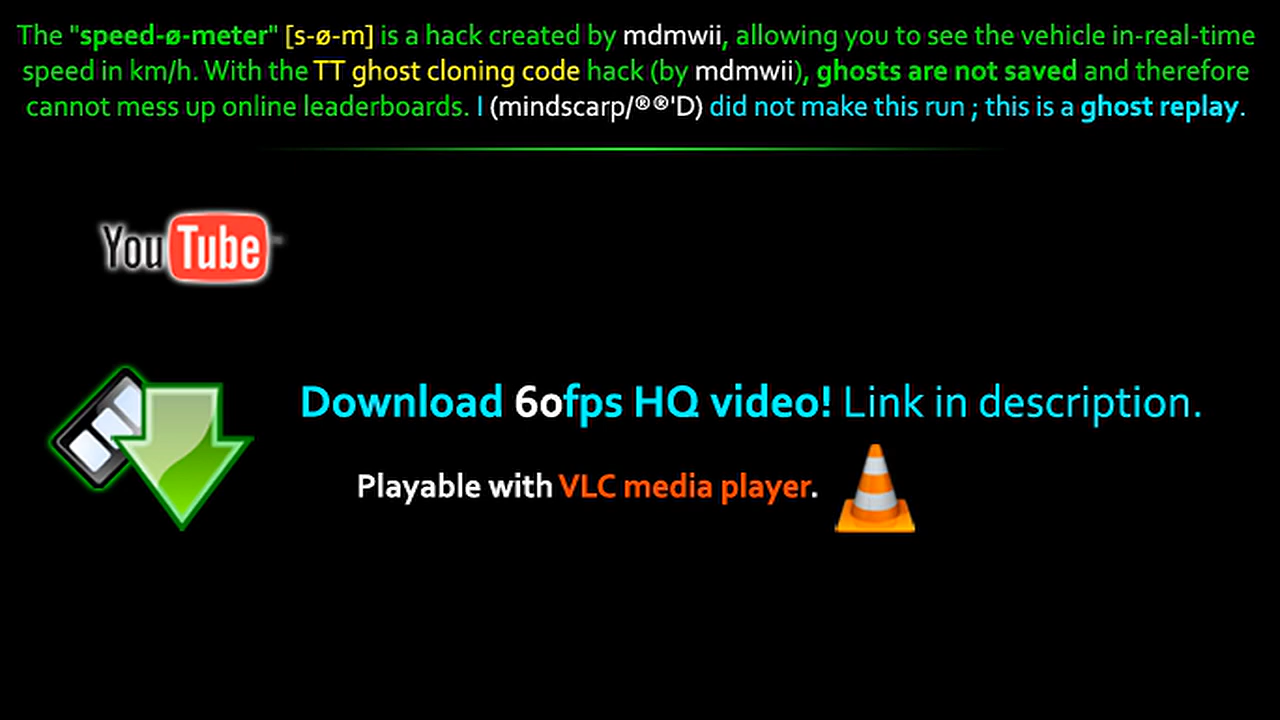 The "speed-ø-meter" [s-ø-m] is a hack created by mdmwii, allowing you to see the vehicle in-real-time
speed in km/h. With the TT ghost cloning code hack (by mdmwii), ghosts are not saved and therefore
cannot mess up online leaderboards. I (mindscarp/®®'D) did not make this run ; this is a ghost replay.
YouTube
Download 60fps HQ video! Link in description.
Playable with VLC media player.